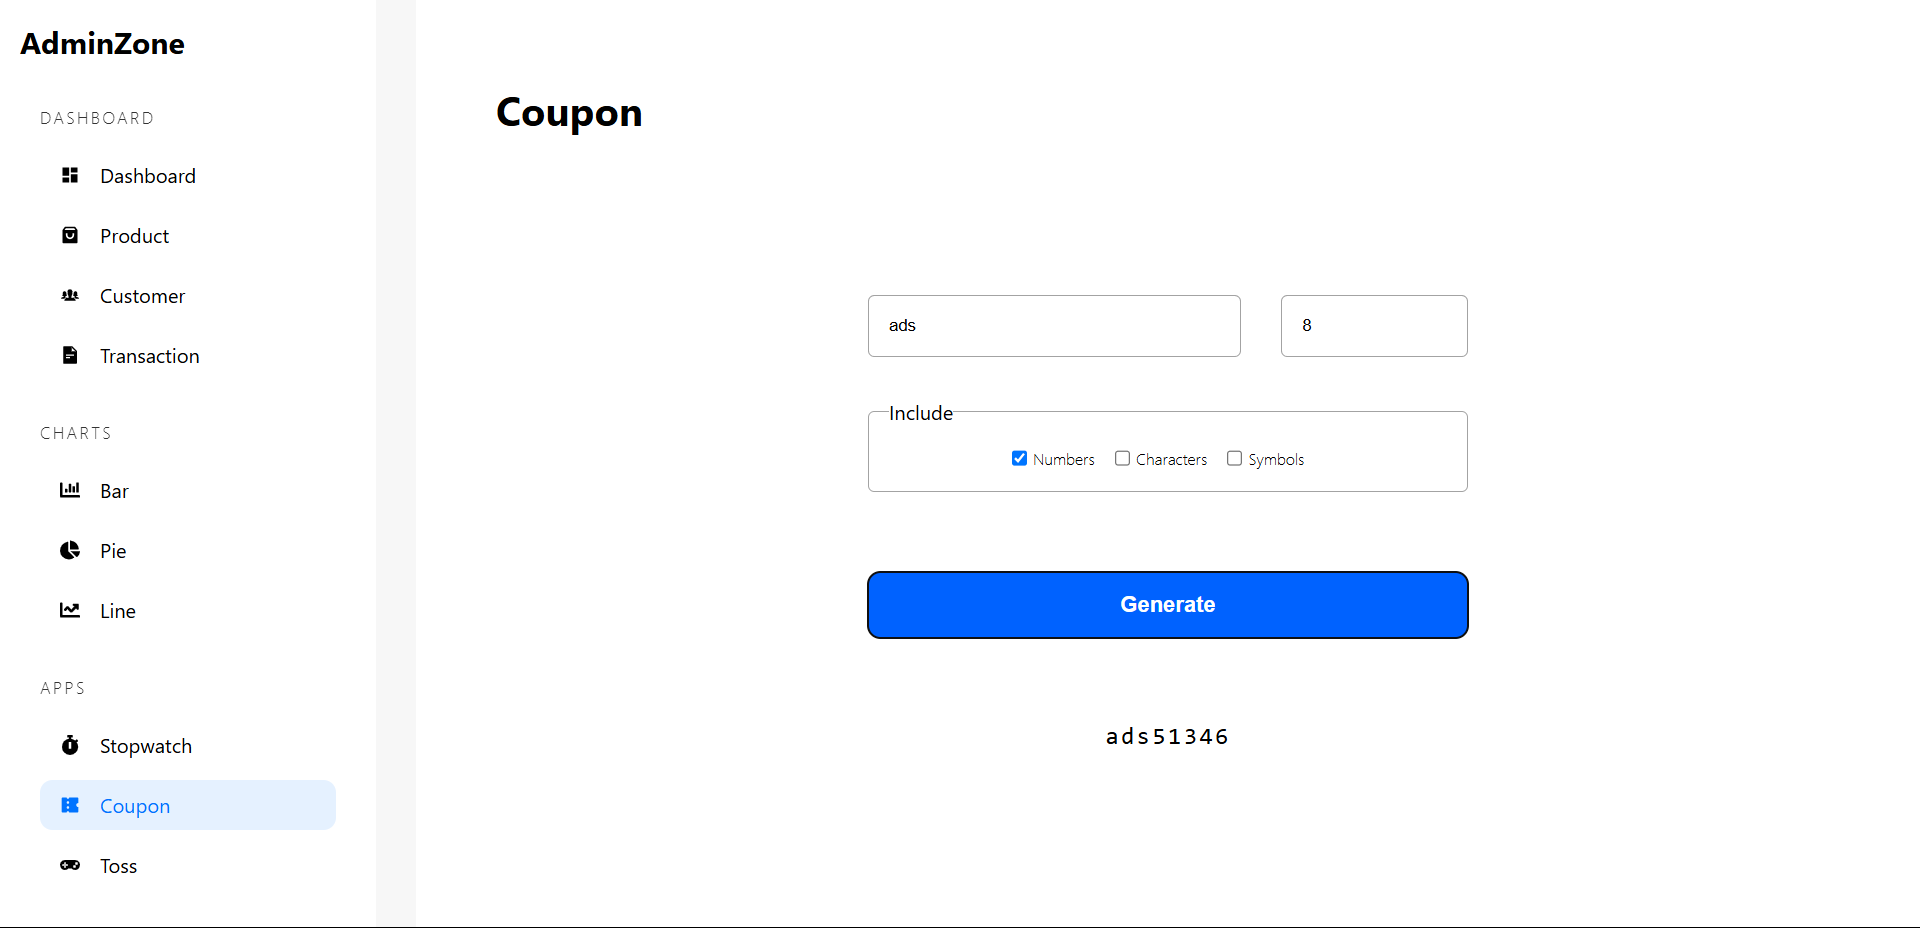 AdminZone
DASHBOARD
Dashboard
Product
Customer
Transaction
CHARTS
Bar
Pie
Line
APPS
Stopwatch
Coupon
Toss
Coupon
ads
8
Include
Numbers Characters Symbols
Generate
ads51346